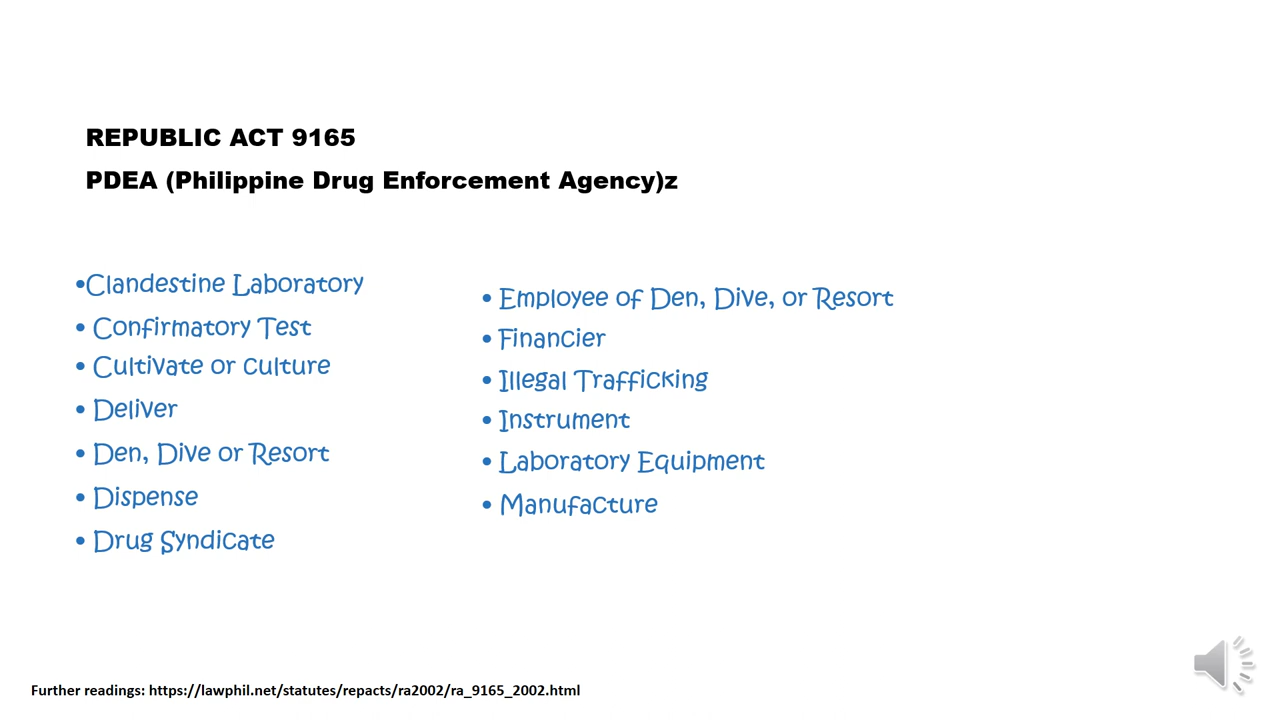 REPUBLIC ACT 9165
PDEA (Philippine Drug Enforcement Agency)z
•Clandestine Laboratory
• Confirmatory Test
• Cultivate or culture
• Deliver
• Den, Dive or Resort
• Dispense
• Drug Syndicate
• Employee of Den, Dive, or Resort
• Financier
• Illegal Trafficking
• Instrument
• Laboratory Equipment
• Manufacture
Further readings: https://lawphil.net/statutes/repacts/ra2002/ra_9165_2002.html